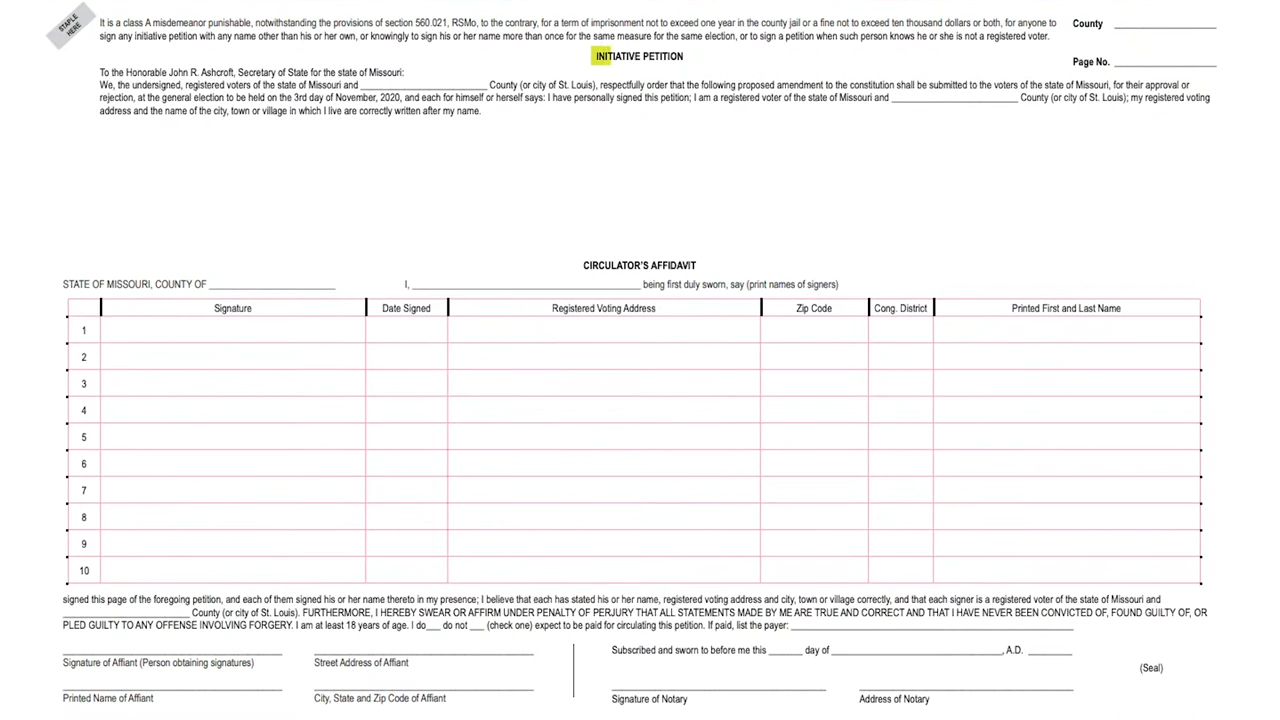 STAPLE
HERE
It is a class A misdemeanor punishable, notwithstanding the provisions of section 560.021, RSMo, to the contrary, for a term of imprisonment not to exceed one year in the county jail or a fine not to exceed ten thousand dollars or both, for anyone to
sign any initiative petition with any name other than his or her own, or knowingly to sign his or her name more than once for the same measure for the same election, or to sign a petition when such person knows he or she is not a registered voter.
County ___________________
INITIATIVE PETITION
Page No. ___________________
To the Honorable John R. Ashcroft, Secretary of State for the state of Missouri:
We, the undersigned, registered voters of the state of Missouri and ________________________ County (or city of St. Louis), respectfully order that the following proposed amendment to the constitution shall be submitted to the voters of the state of Missouri, for their approval or
rejection, at the general election to be held on the 3rd day of November, 2020, and each for himself or herself says: I have personally signed this petition; I am a registered voter of the state of Missouri and ________________________ County (or city of St. Louis); my registered voting
address and the name of the city, town or village in which I live are correctly written after my name.
CIRCULATOR'S AFFIDAVIT
STATE OF MISSOURI, COUNTY OF ________________________ I, ____________________________________________ being first duly sworn, say (print names of signers)
Signature Date Signed Registered Voting Address Zip Code Cong. District Printed First and Last Name
1
2
3
4
5
6
7
8
9
10
signed this page of the foregoing petition, and each of them signed his or her name thereto in my presence; I believe that each has stated his or her name, registered voting address and city, town or village correctly, and that each signer is a registered voter of the state of Missouri and
________________________ County (or city of St. Louis). FURTHERMORE, I HEREBY SWEAR OR AFFIRM UNDER PENALTY OF PERJURY THAT ALL STATEMENTS MADE BY ME ARE TRUE AND CORRECT AND THAT I HAVE NEVER BEEN CONVICTED OF, FOUND GUILTY OF, OR
PLED GUILTY TO ANY OFFENSE INVOLVING FORGERY. I am at least 18 years of age. I do___ do not ___ (check one) expect to be paid for circulating this petition. If paid, list the payer: ______________________________________________________
Subscribed and sworn to before me this ______ day of ________________________________, A.D. ________
Signature of Affiant (Person obtaining signatures) Street Address of Affiant
(Seal)
Printed Name of Affiant City, State and Zip Code of Affiant Signature of Notary Address of Notary